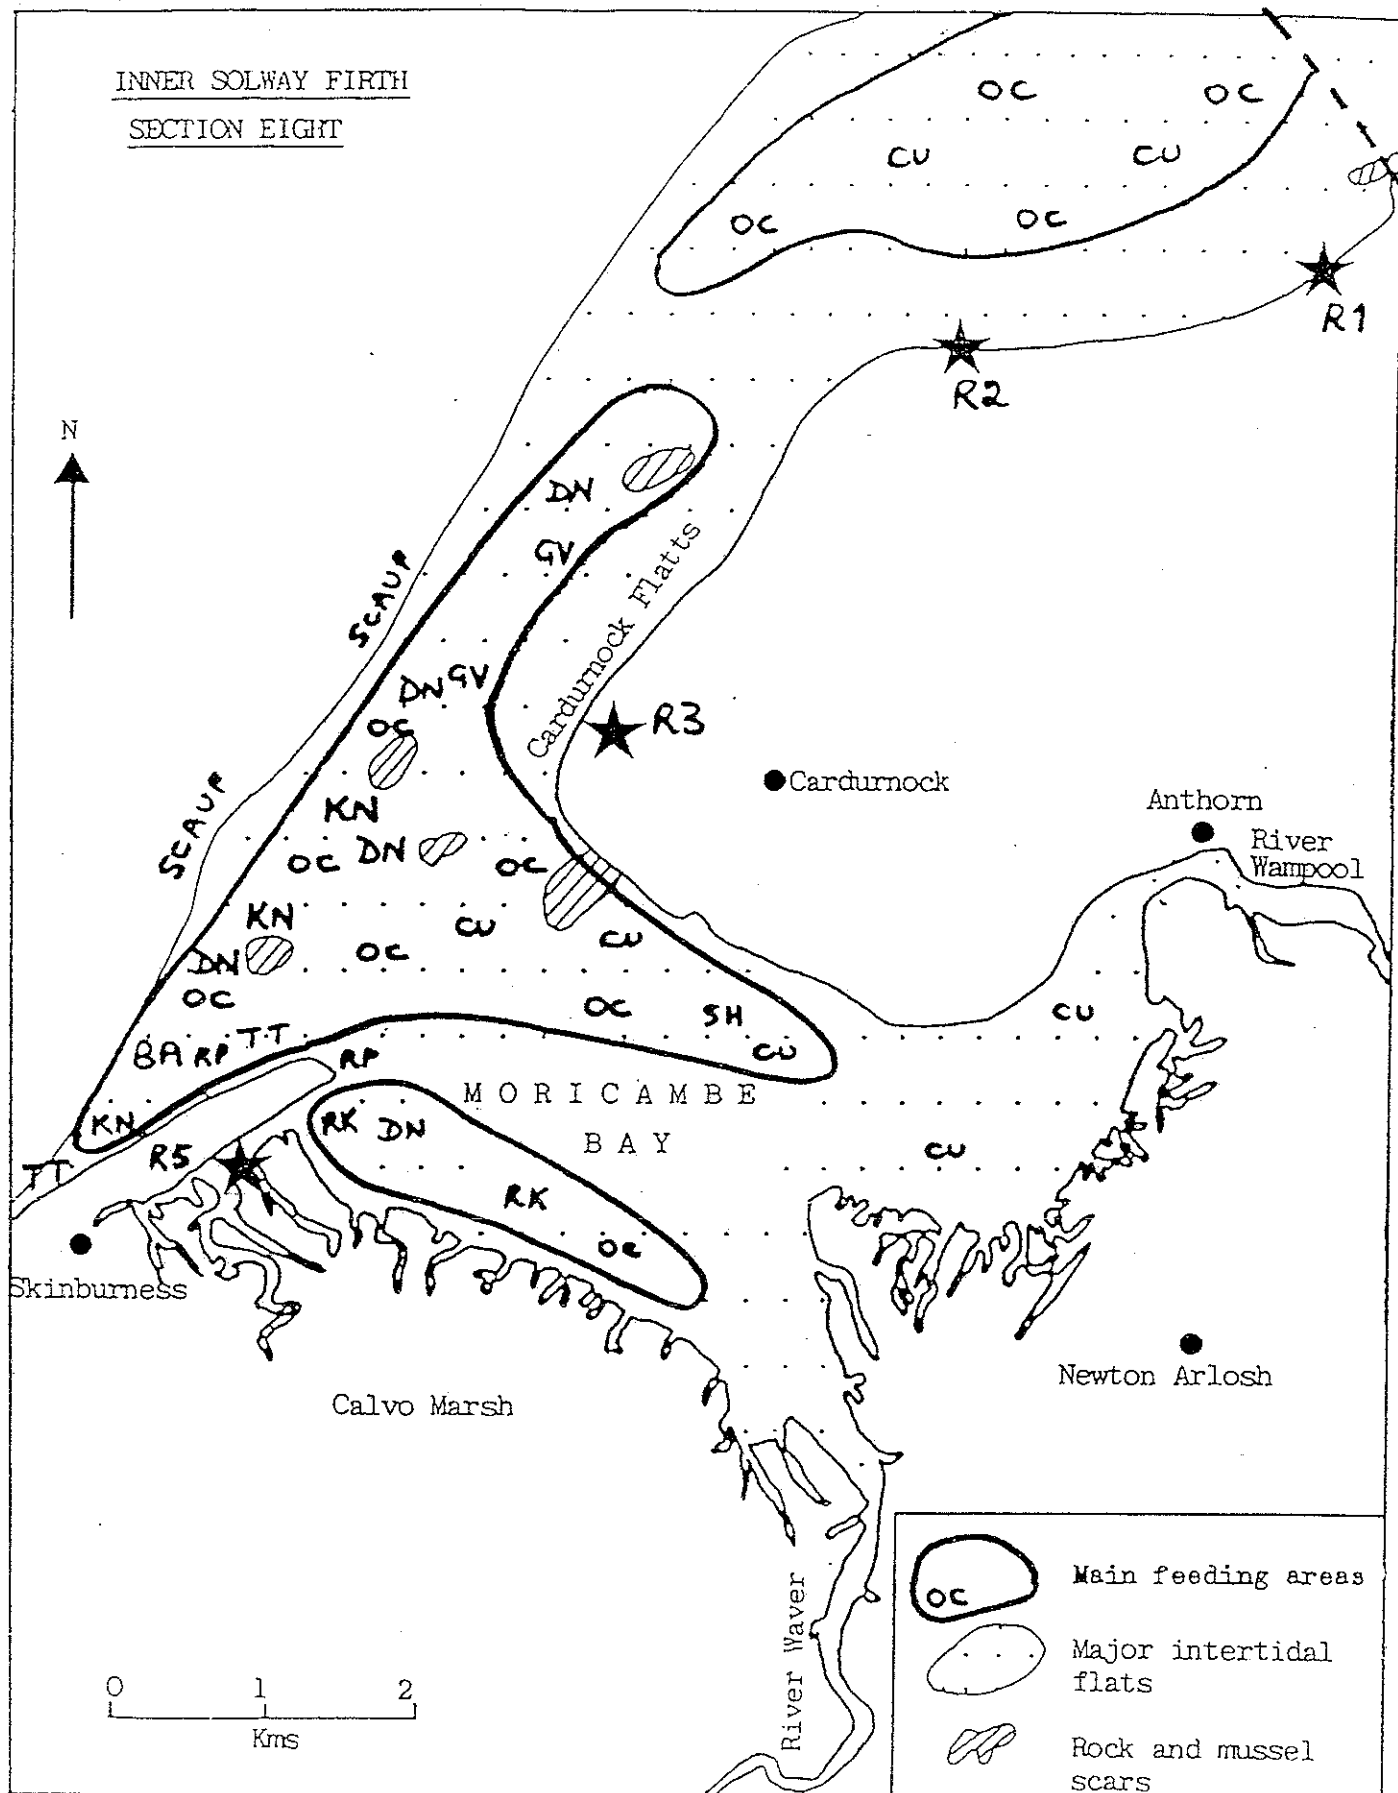 INNER SOLWAY FIRTH
SECTION EIGHT
OC OC
CU CU
OC OC
R1
R2
N
DN
GV
SCAUP
Cardurnock Flatts
DN GV
OC
R3
Cardurnock
SCAUP
KN
Anthorn
River
Wampool
OC DN OC
KN
CU CU
DN OC
OC
OC SH CU
CU
BA RP TT RP
MORICAMBE
BAY
KN
RK DN
CU
TT
R5
RK
OC
Skinburness
Newton Arlosh
Calvo Marsh
River Waver
0 1 2
Kms
OC
Main feeding areas
Major intertidal
flats
Rock and mussel
scars